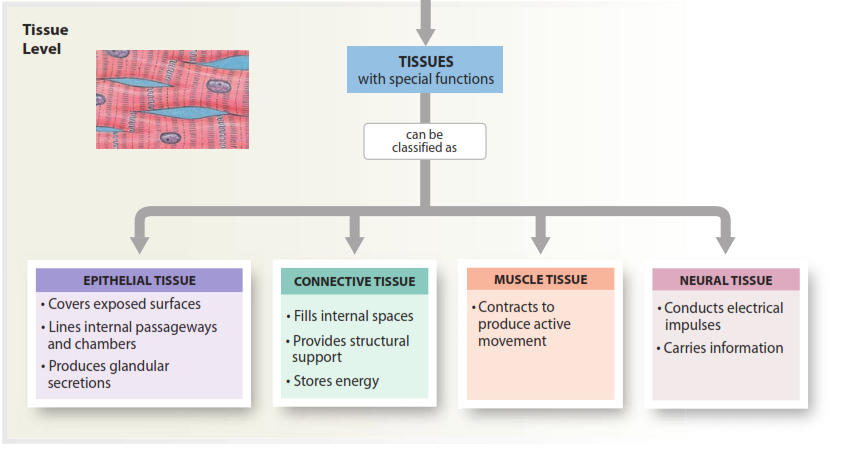 Tissue
Level
TISSUES
with special functions
can be
classified as
EPITHELIAL TISSUE
• Covers exposed surfaces
• Lines internal passageways
and chambers
• Produces glandular
secretions
CONNECTIVE TISSUE
• Fills internal spaces
• Provides structural
support
• Stores energy
MUSCLE TISSUE
• Contracts to
produce active
movement
NEURAL TISSUE
• Conducts electrical
impulses
• Carries information